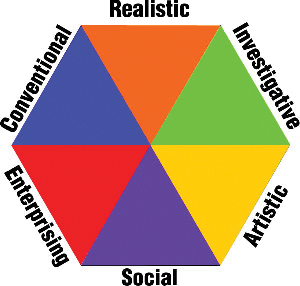 Realistic
Investigative
Artistic
Social
Enterprising
Conventional